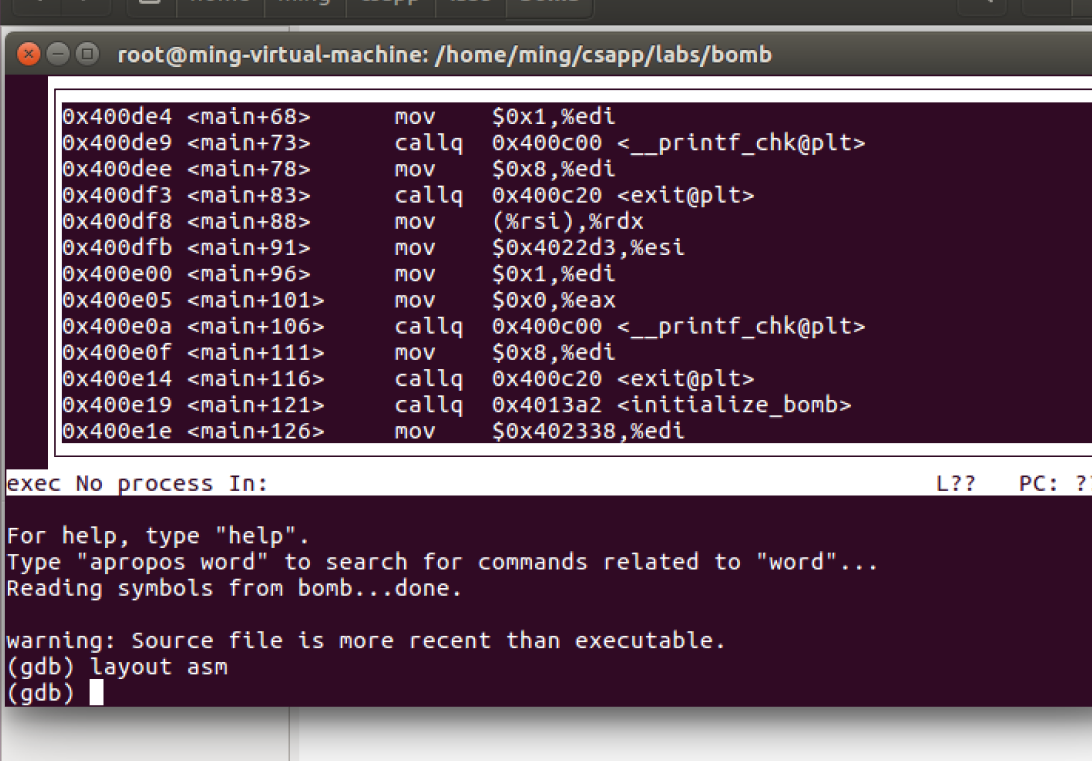 home ming csapp labs bomb
root@ming-virtual-machine: /home/ming/csapp/labs/bomb
0x400de4 <main+68> mov $0x1,%edi
0x400de9 <main+73> callq 0x400c00 <__printf_chk@plt>
0x400dee <main+78> mov $0x8,%edi
0x400df3 <main+83> callq 0x400c20 <exit@plt>
0x400df8 <main+88> mov (%rsi),%rdx
0x400dfb <main+91> mov $0x4022d3,%esi
0x400e00 <main+96> mov $0x1,%edi
0x400e05 <main+101> mov $0x0,%eax
0x400e0a <main+106> callq 0x400c00 <__printf_chk@plt>
0x400e0f <main+111> mov $0x8,%edi
0x400e14 <main+116> callq 0x400c20 <exit@plt>
0x400e19 <main+121> callq 0x4013a2 <initialize_bomb>
0x400e1e <main+126> mov $0x402338,%edi
exec No process In: L?? PC: ??
For help, type "help".
Type "apropos word" to search for commands related to "word"...
Reading symbols from bomb...done.
warning: Source file is more recent than executable.
(gdb) layout asm
(gdb)